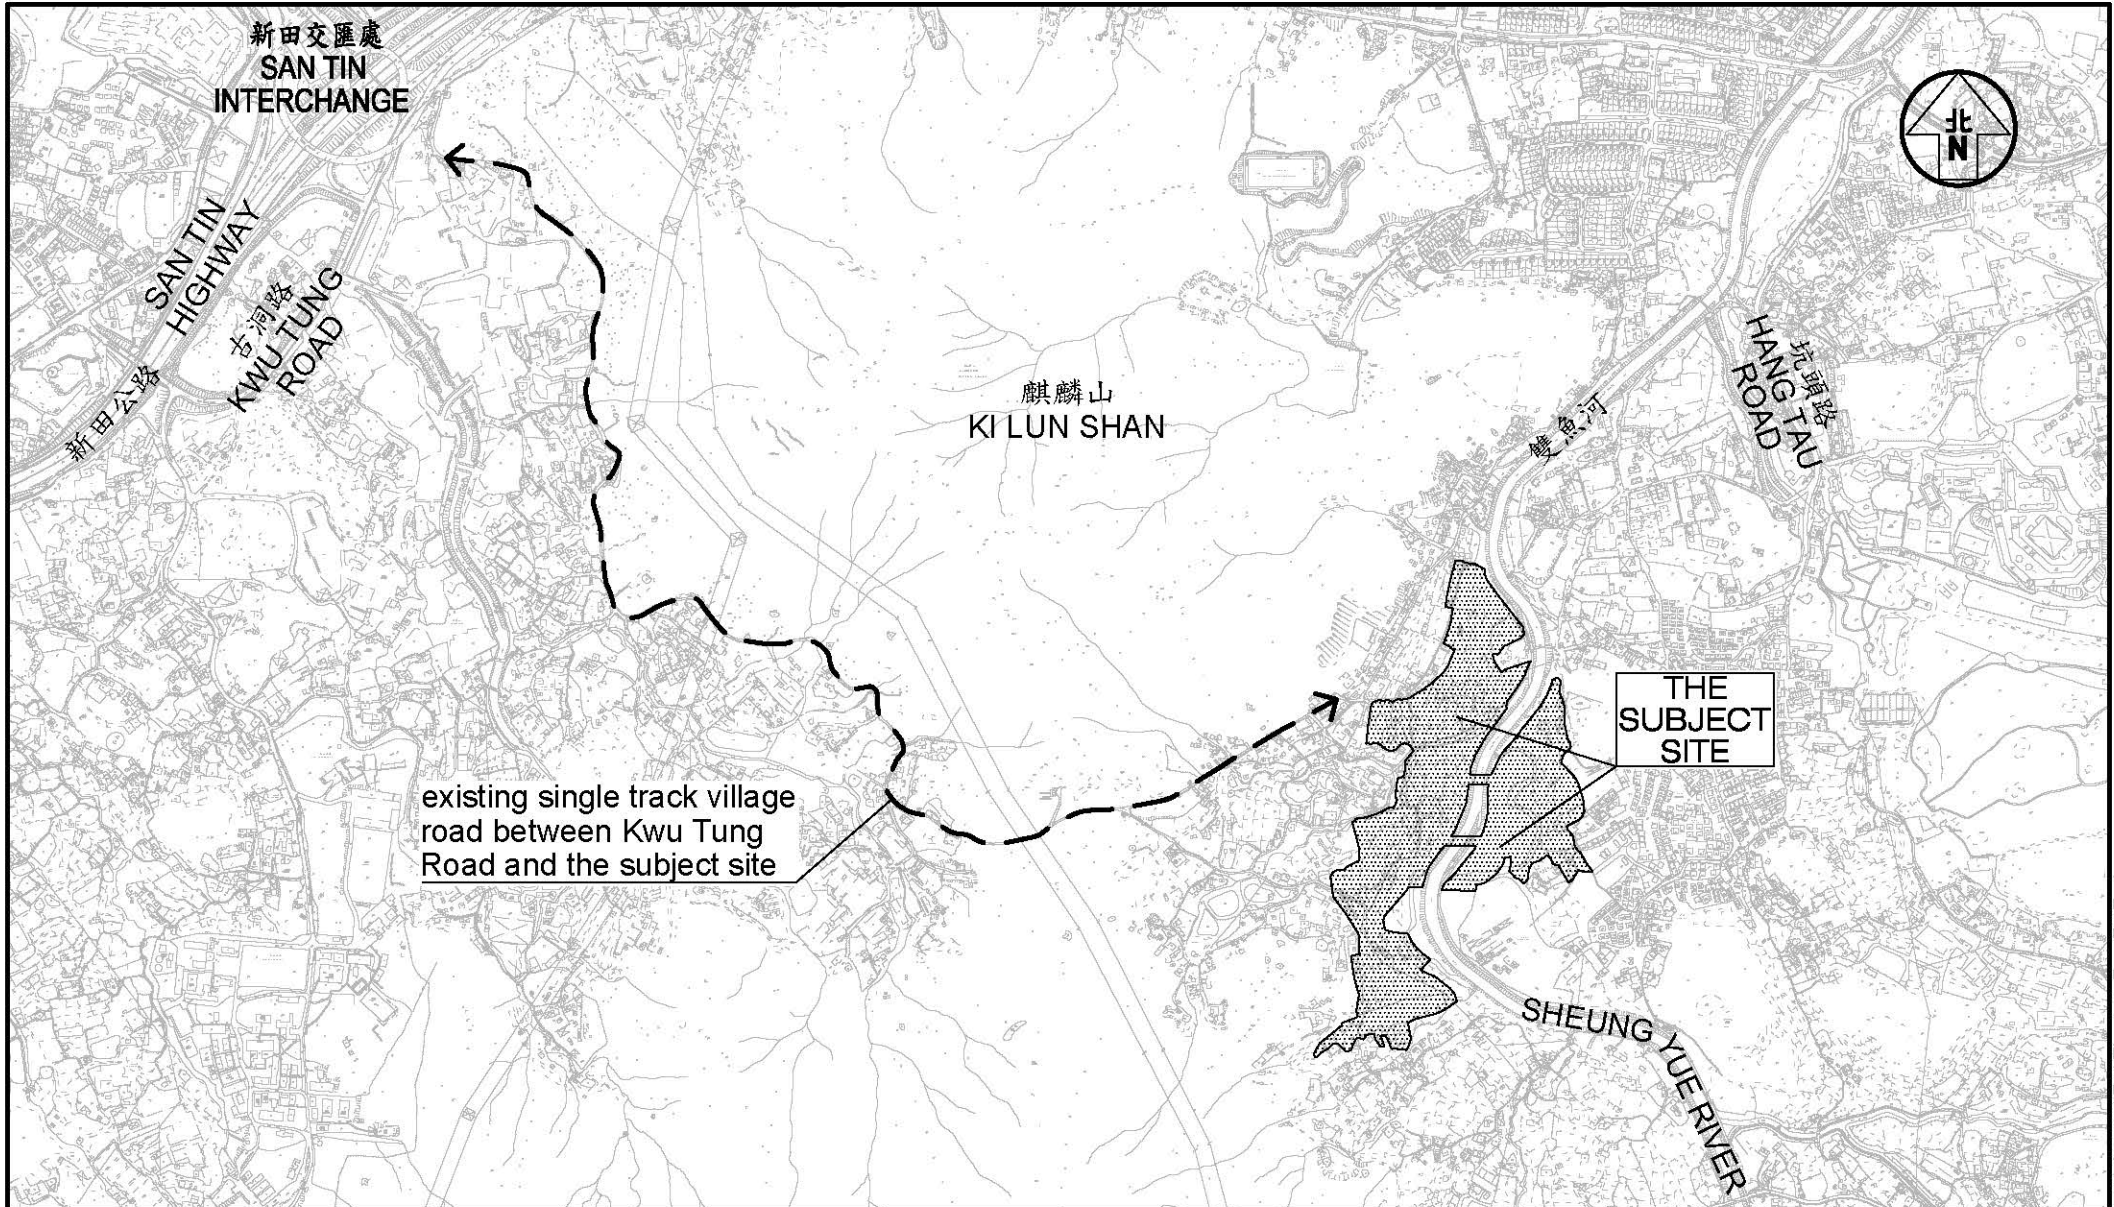 新田交匯處
SAN TIN
INTERCHANGE
北
N
SAN TIN
HIGHWAY
新田公路
古洞路
KWU TUNG
ROAD
麒麟山
KI LUN SHAN
雙魚河
坑頭路
HANG TAU
ROAD
THE
SUBJECT
SITE
existing single track village
road between Kwu Tung
Road and the subject site
SHEUNG YUE RIVER